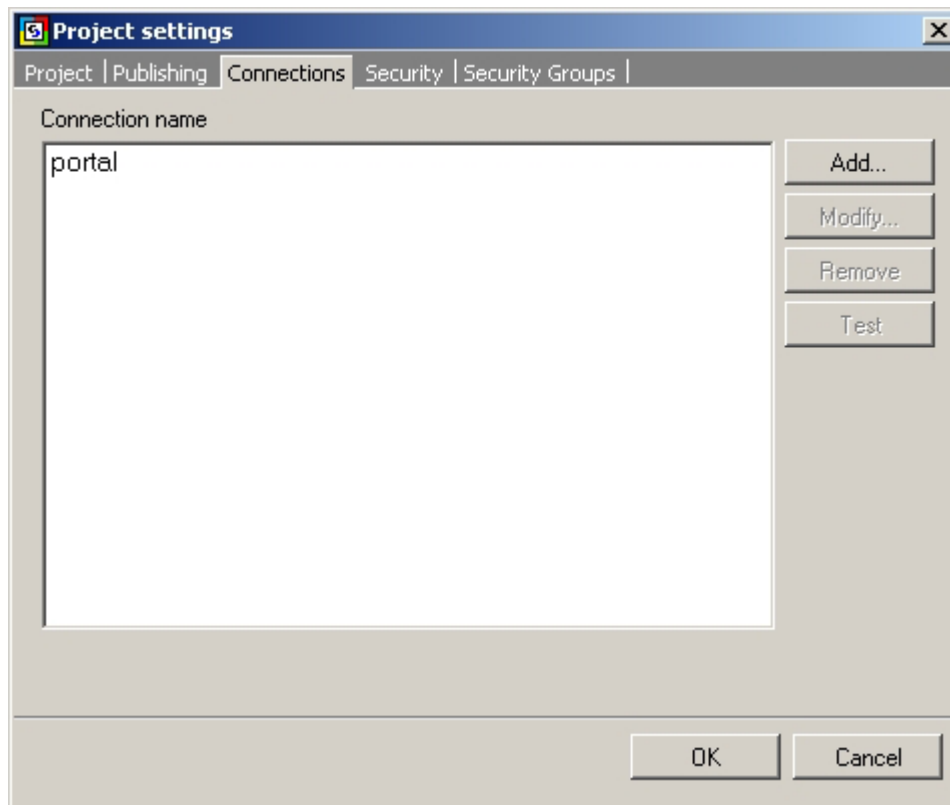 Project settings
Project Publishing Connections Security Security Groups
Connection name
portal
Add...
Modify...
Remove
Test
OK Cancel